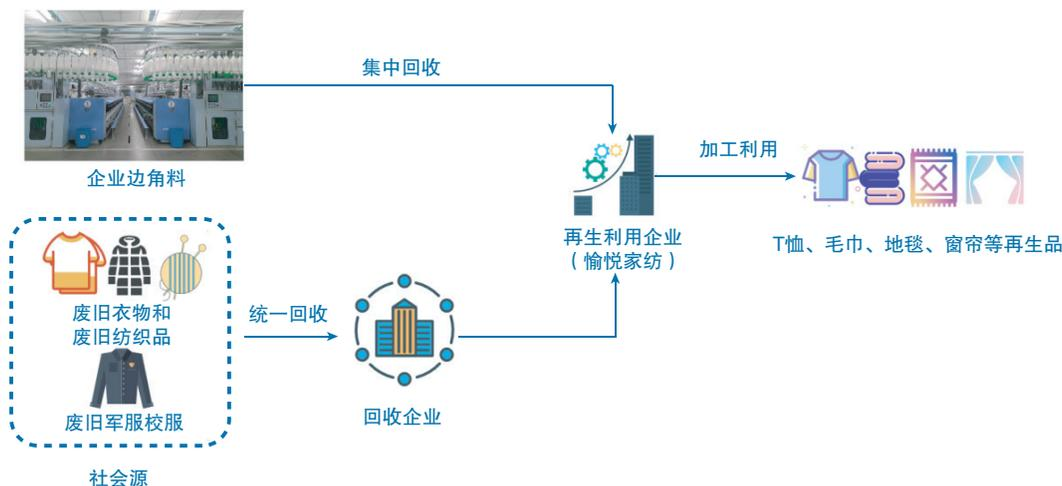 集中回收
企业边角料
加工利用
再生利用企业
（愉悦家纺）
T恤、毛巾、地毯、窗帘等再生品
废旧衣物和
废旧纺织品
统一回收
废旧军服校服
回收企业
社会源